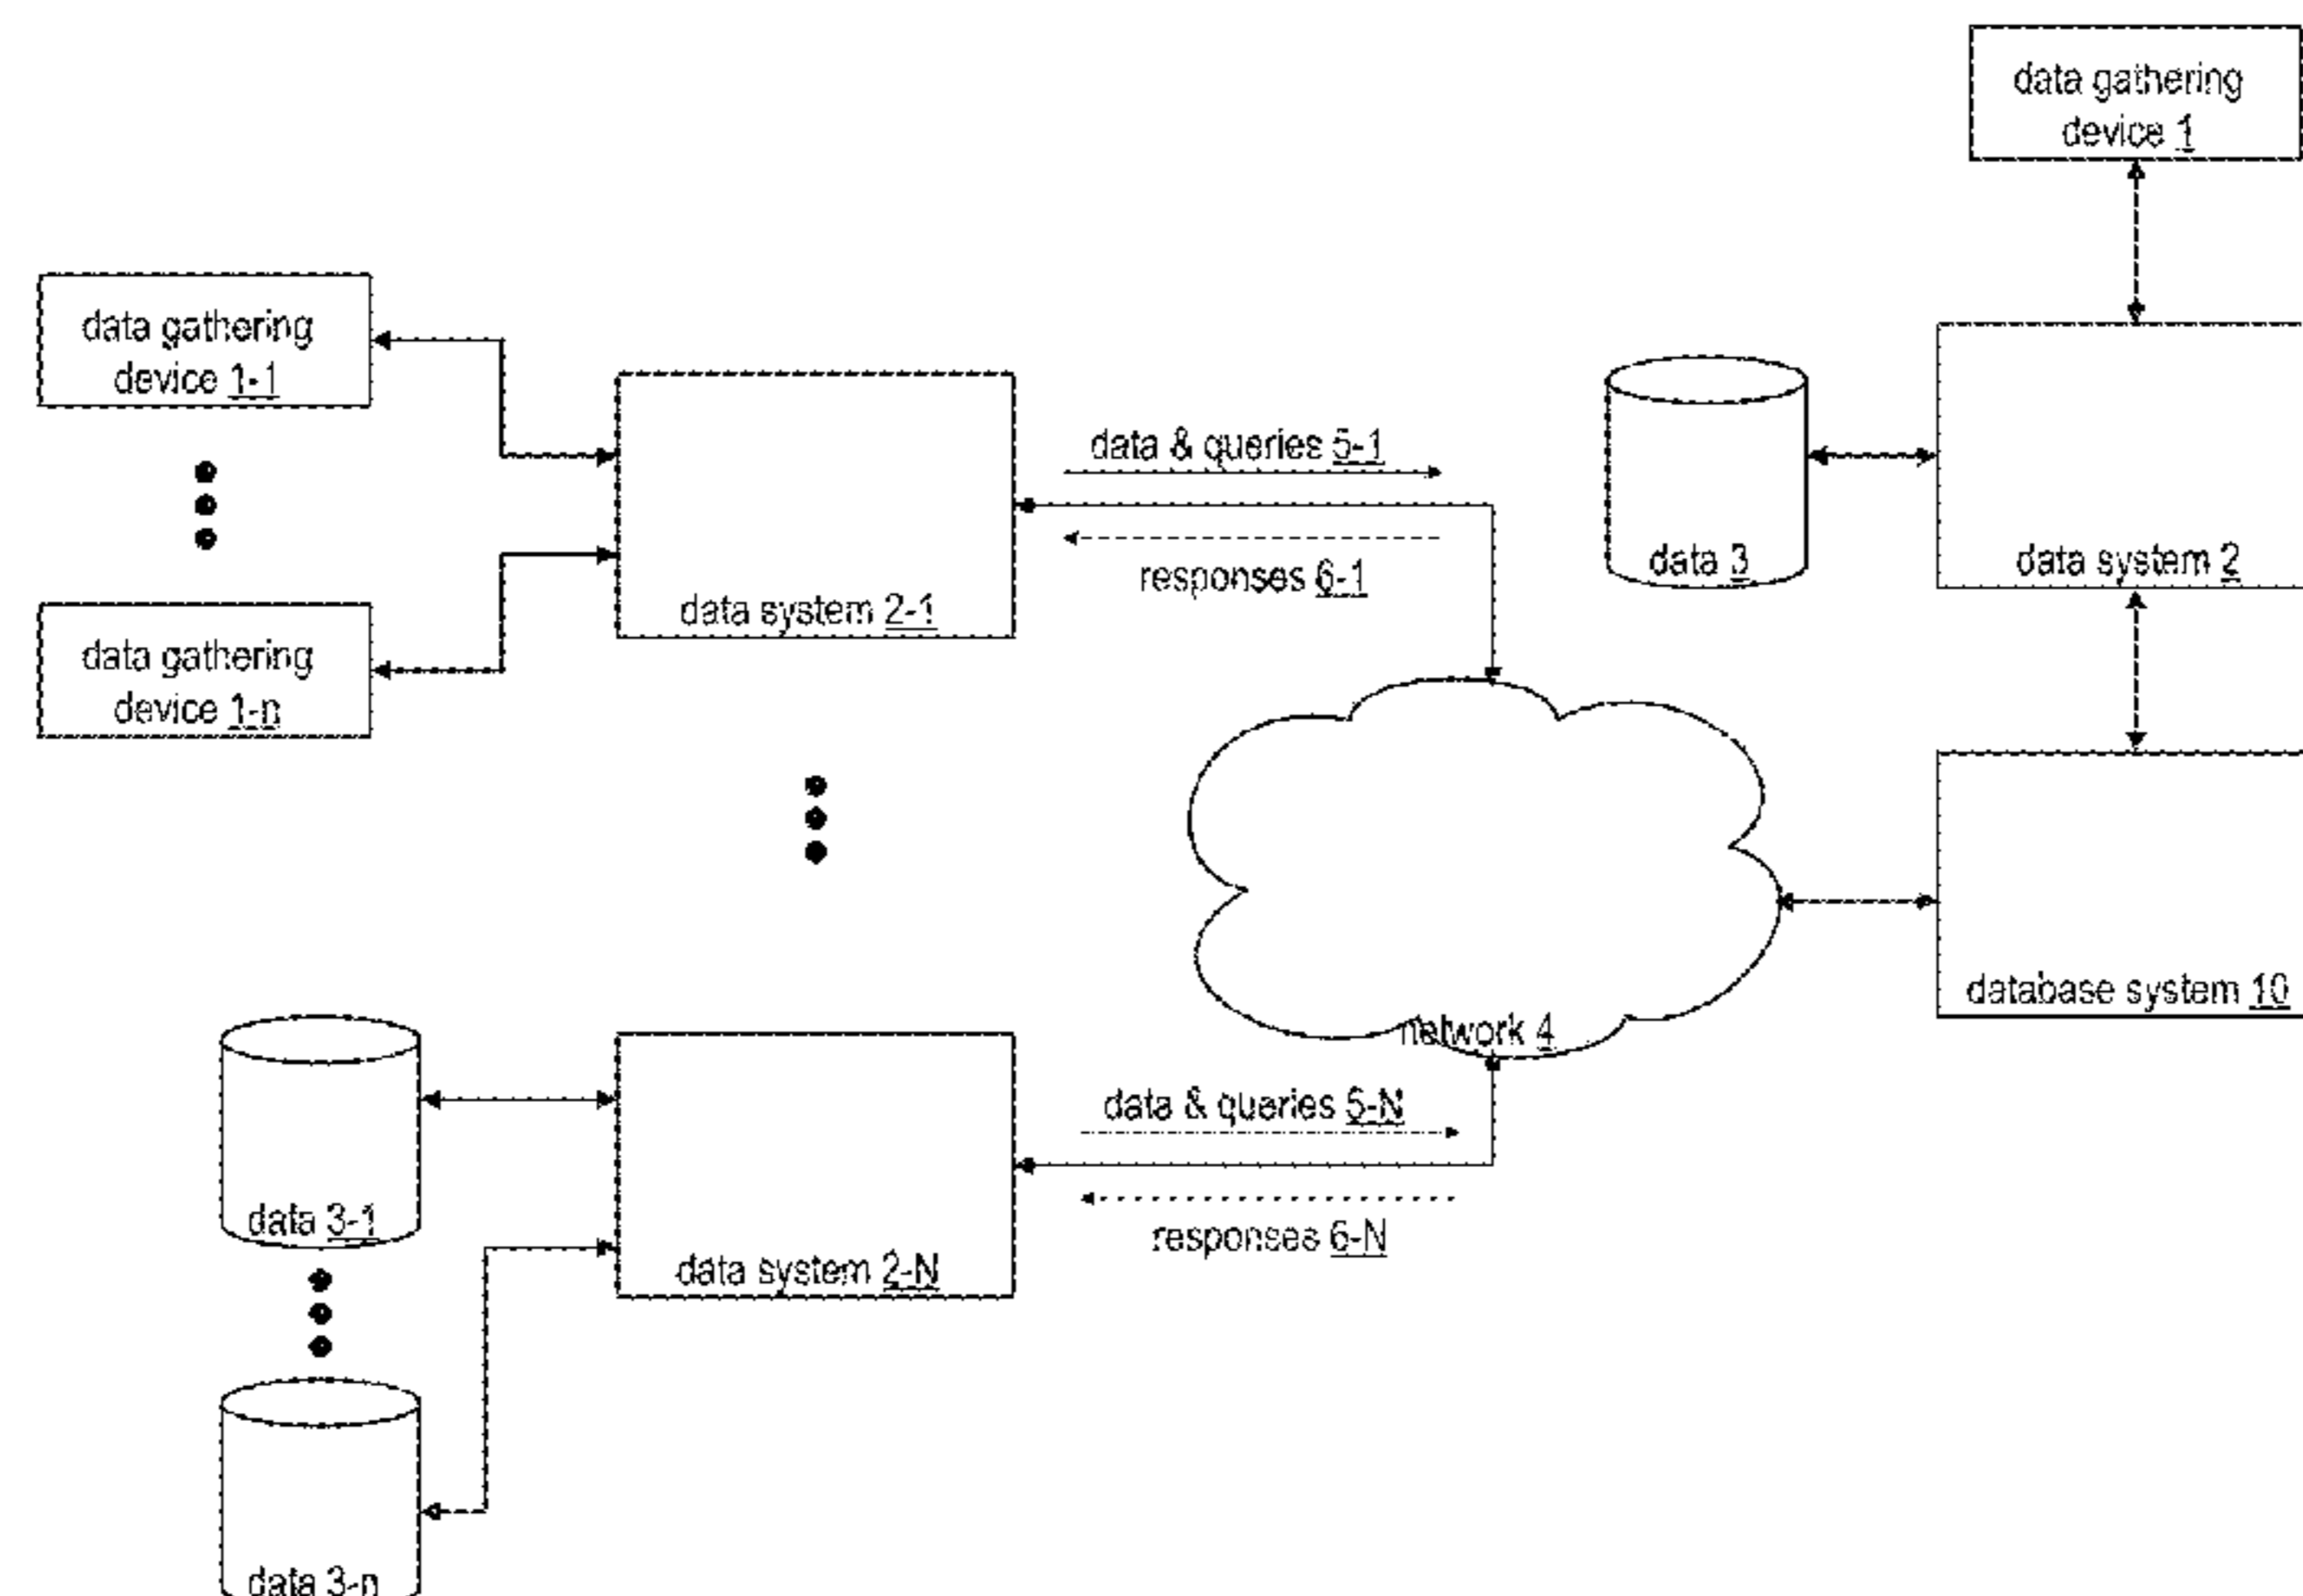 data gathering
device 1
data gathering
device 1-1
data & queries 5-1
responses 6-1
data system 2-1
data 3
data system 2
data gathering
device 1-n
database system 10
network 4
data & queries 5-N
responses 6-N
data 3-1
data system 2-N
data 3-n